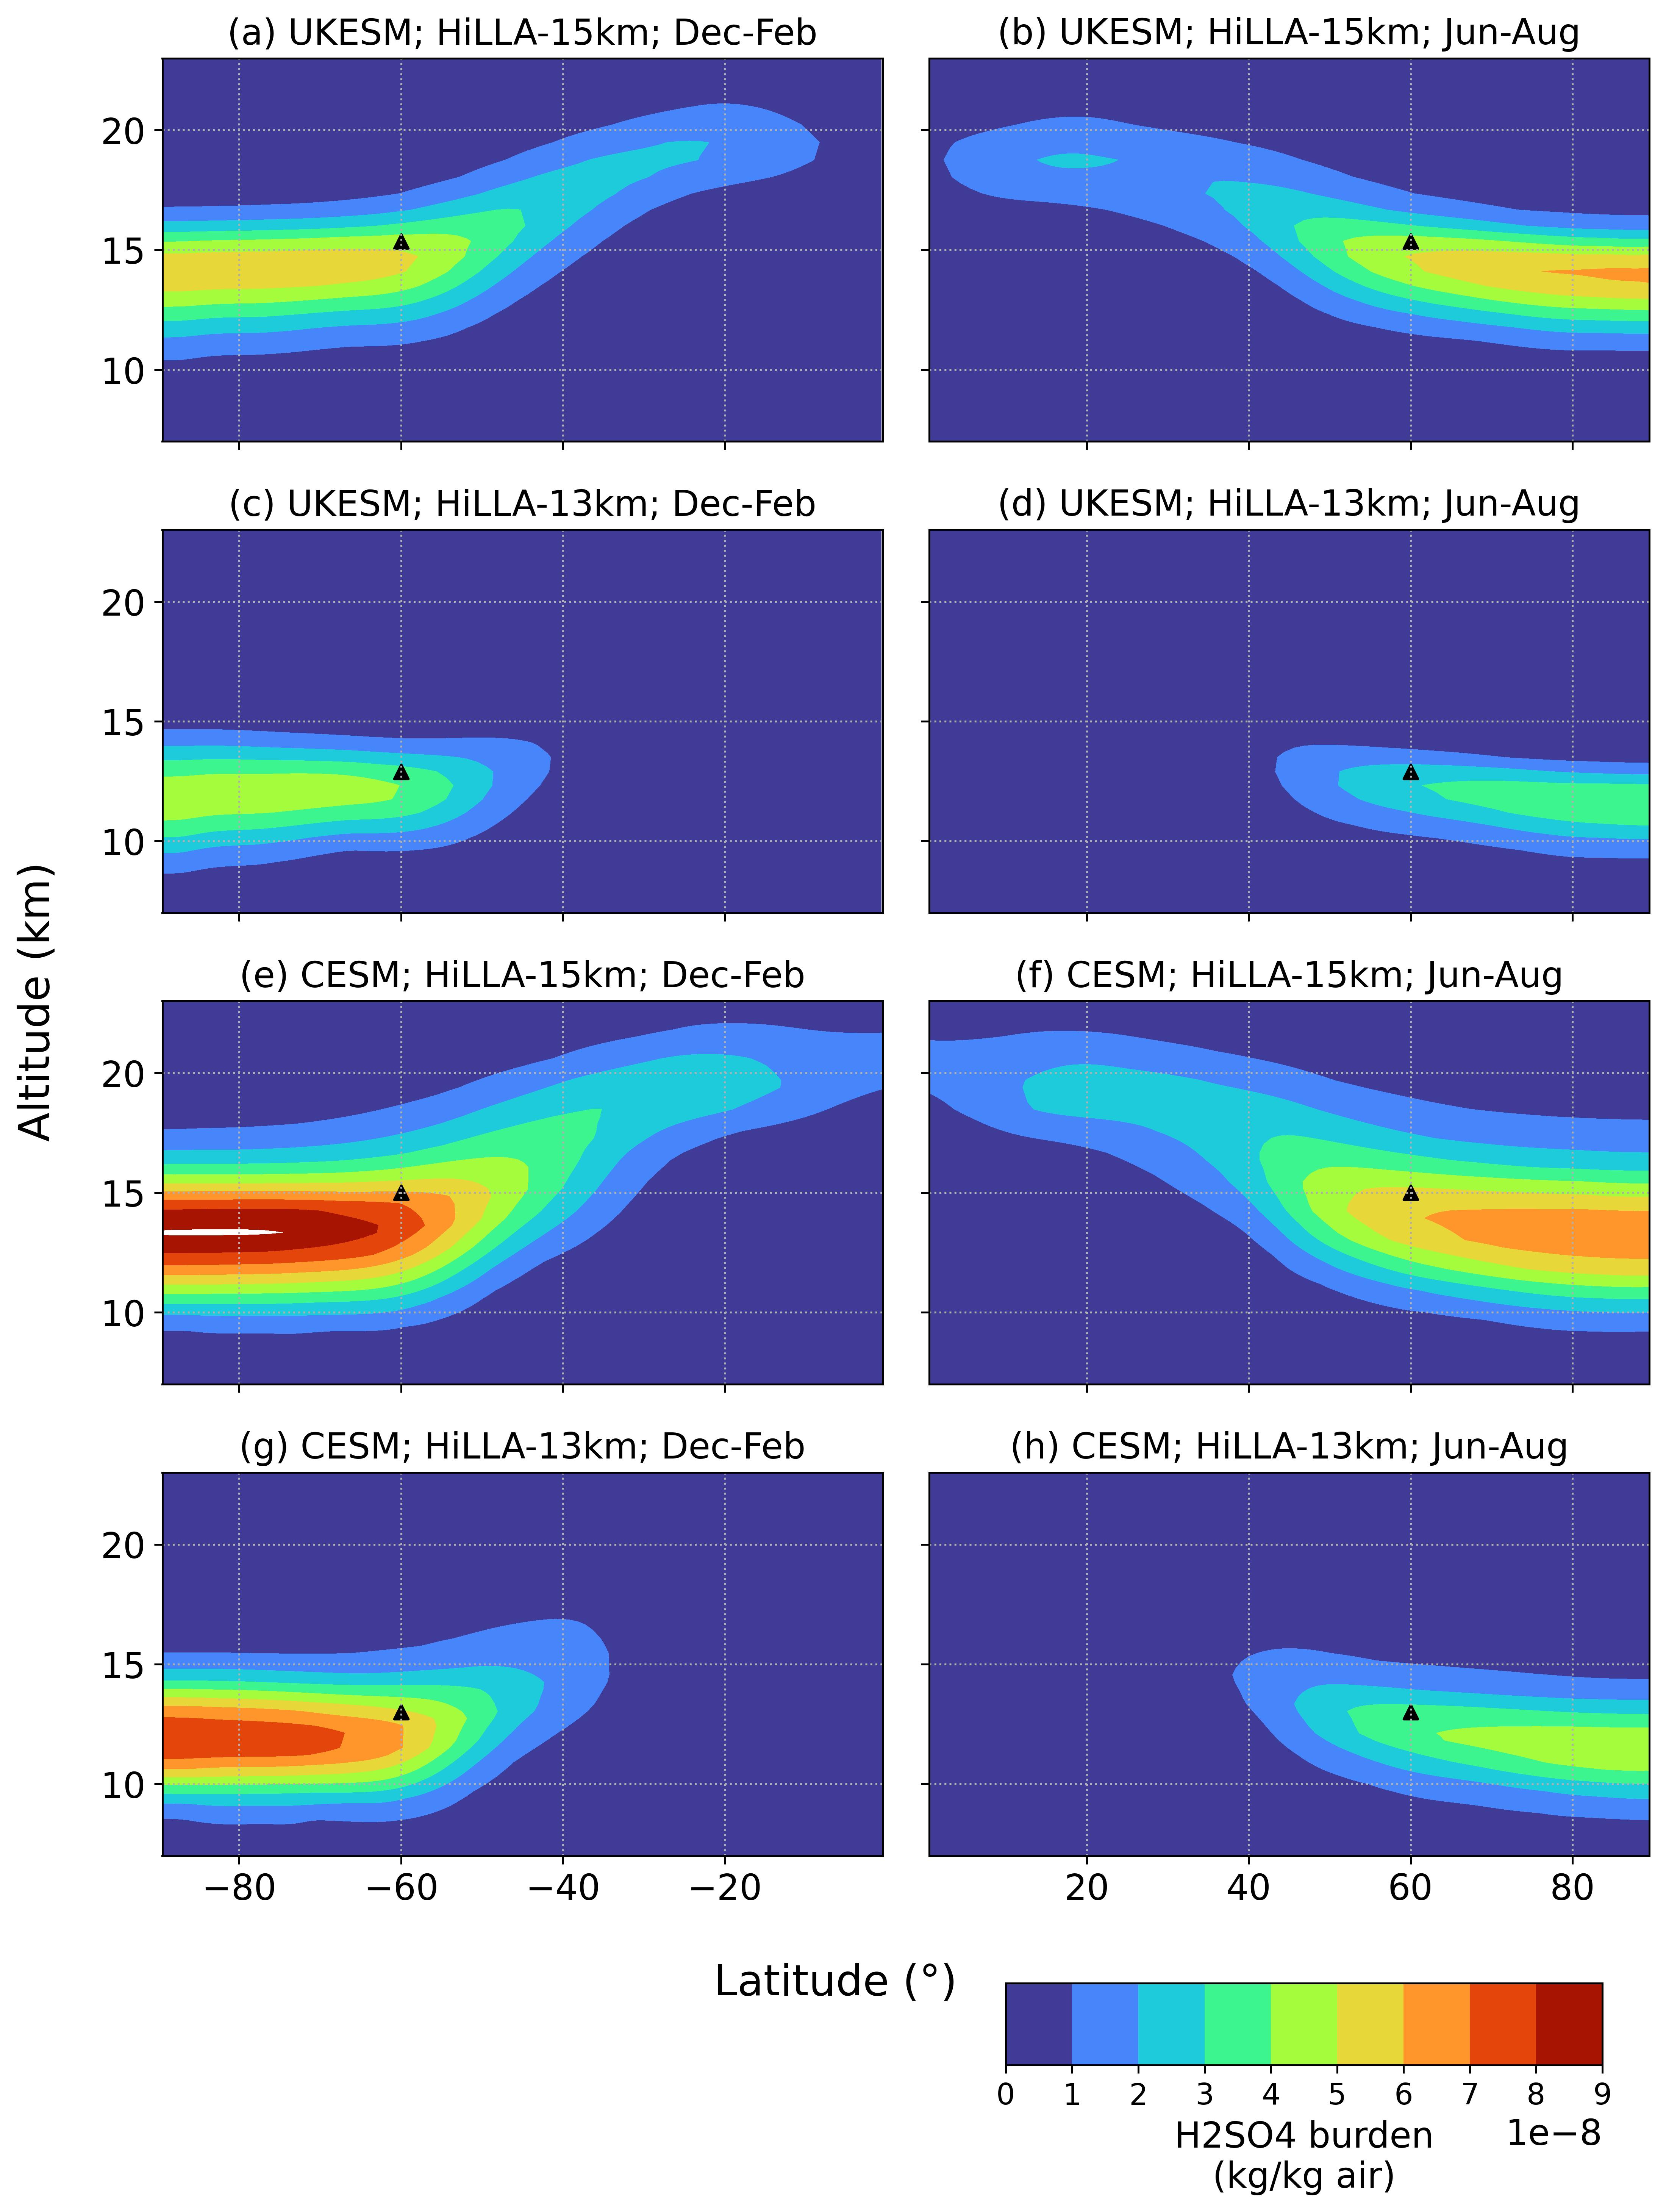 (a) UKESM; HiLLA-15km; Dec-Feb
(b) UKESM; HiLLA-15km; Jun-Aug
20
15
10
(c) UKESM; HiLLA-13km; Dec-Feb
(d) UKESM; HiLLA-13km; Jun-Aug
20
15
10
Altitude (km)
(e) CESM; HiLLA-15km; Dec-Feb
(f) CESM; HiLLA-15km; Jun-Aug
20
15
10
(g) CESM; HiLLA-13km; Dec-Feb
(h) CESM; HiLLA-13km; Jun-Aug
20
15
10
−80 −60 −40 −20 20 40 60 80
Latitude (°)
0 1 2 3 4 5 6 7 8 9
H2SO4 burden 1e−8
(kg/kg air)